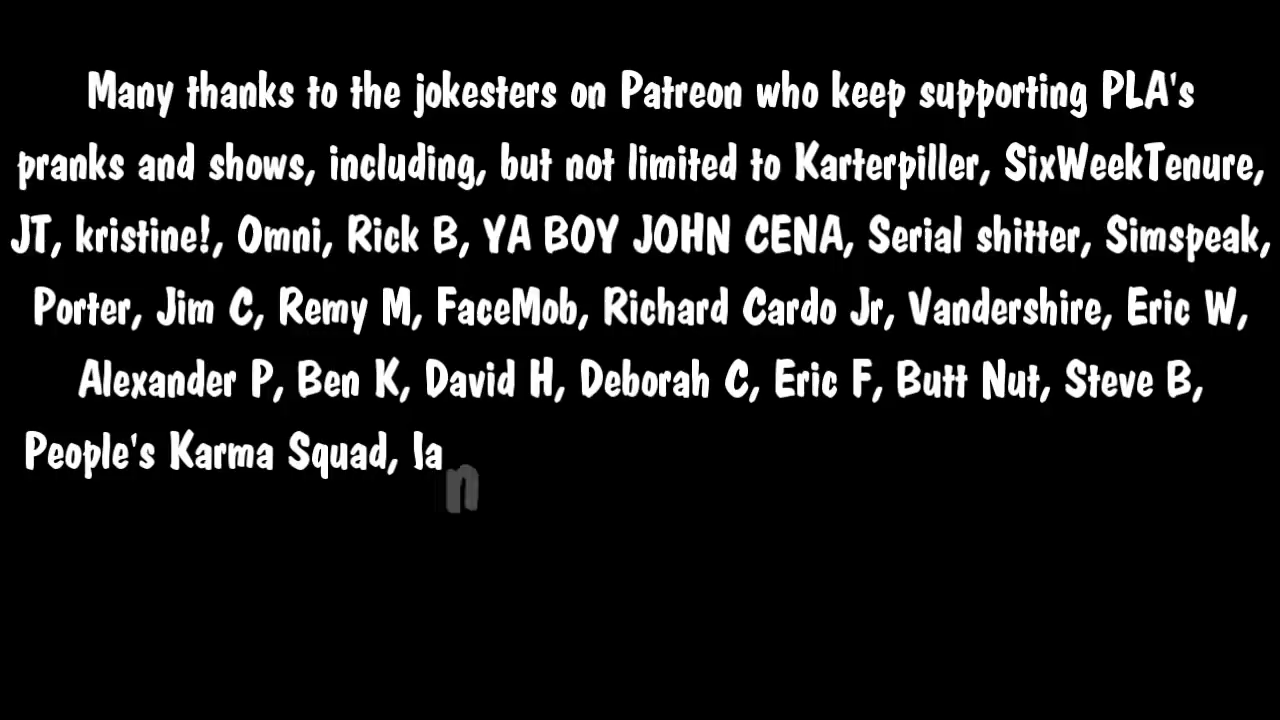 Many thanks to the jokesters on Patreon who keep supporting PLA's
pranks and shows, including, but not limited to Karterpiller, SixWeekTenure,
JT, kristine!, Omni, Rick B, YA BOY JOHN CENA, Serial shitter, Simspeak,
Porter, Jim C, Remy M, FaceMob, Richard Cardo Jr, Vandershire, Eric W,
Alexander P, Ben K, David H, Deborah C, Eric F, Butt Nut, Steve B,
People's Karma Squad, Ian